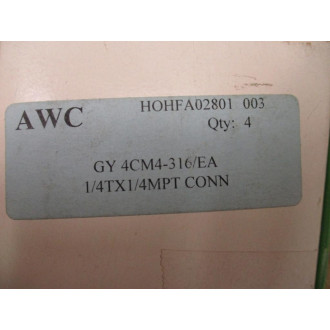 AWC HOHFA02801 003
Qty: 4
GY 4CM4-316/EA
1/4TX1/4MPT CONN